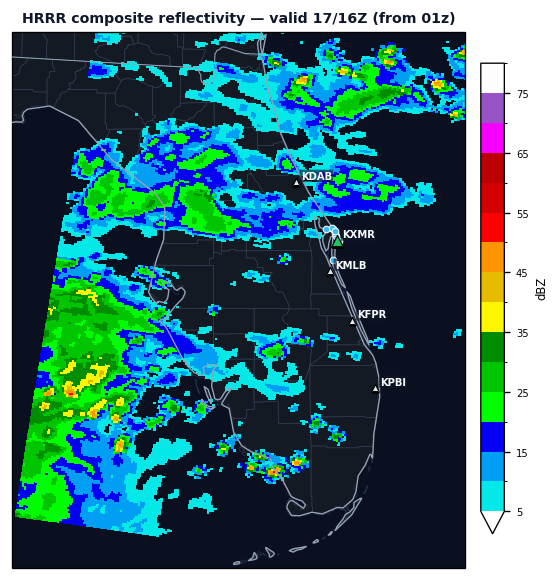 HRRR composite reflectivity — valid 17/16Z (from 01z)
75
65
55
45
35
25
15
5
dBZ
KDAB
KXMR
KMLB
KFPR
KPBI